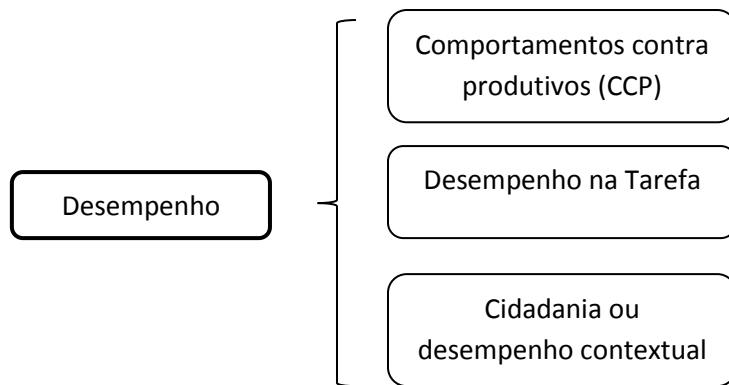 Comportamentos contra
produtivos (CCP)
Desempenho
Desempenho na Tarefa
Cidadania ou
desempenho contextual